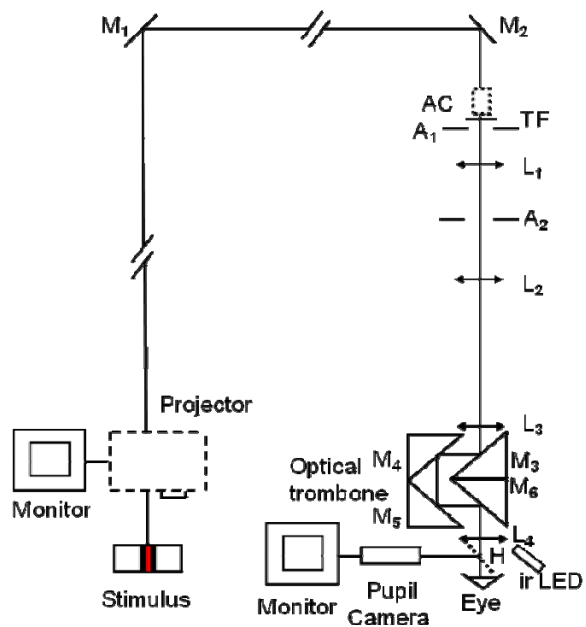 M1
M2
AC
TF
A1
L1
A2
L2
Projector
L3
Optical
trombone
M4
M3
M6
M5
Monitor
L4
H
ir LED
Stimulus
Monitor
Pupil
Camera
Eye